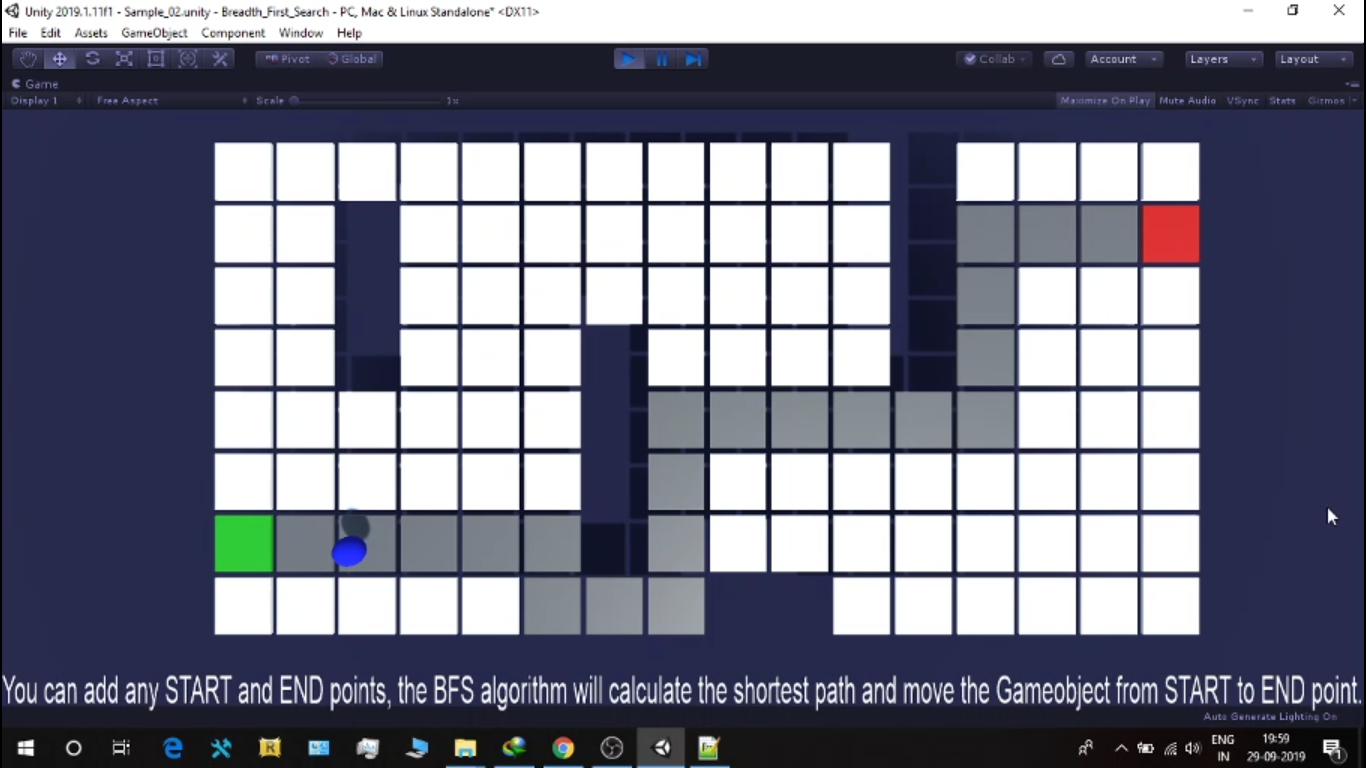 Unity 2019.1.11f1 - Sample_02.unity - Breadth_First_Search - PC, Mac & Linux Standalone* <DX11>
File Edit Assets GameObject Component Window Help
Pivot Global Collab Account Layers Layout
Game
Display 1 Free Aspect Scale 1x Maximize On Play Mute Audio VSync Stats Gizmos
You can add any START and END points, the BFS algorithm will calculate the shortest path and move the Gameobject from START to END point.
Auto Generate Lighting On
ENG 19:59
IN 29-09-2019 1